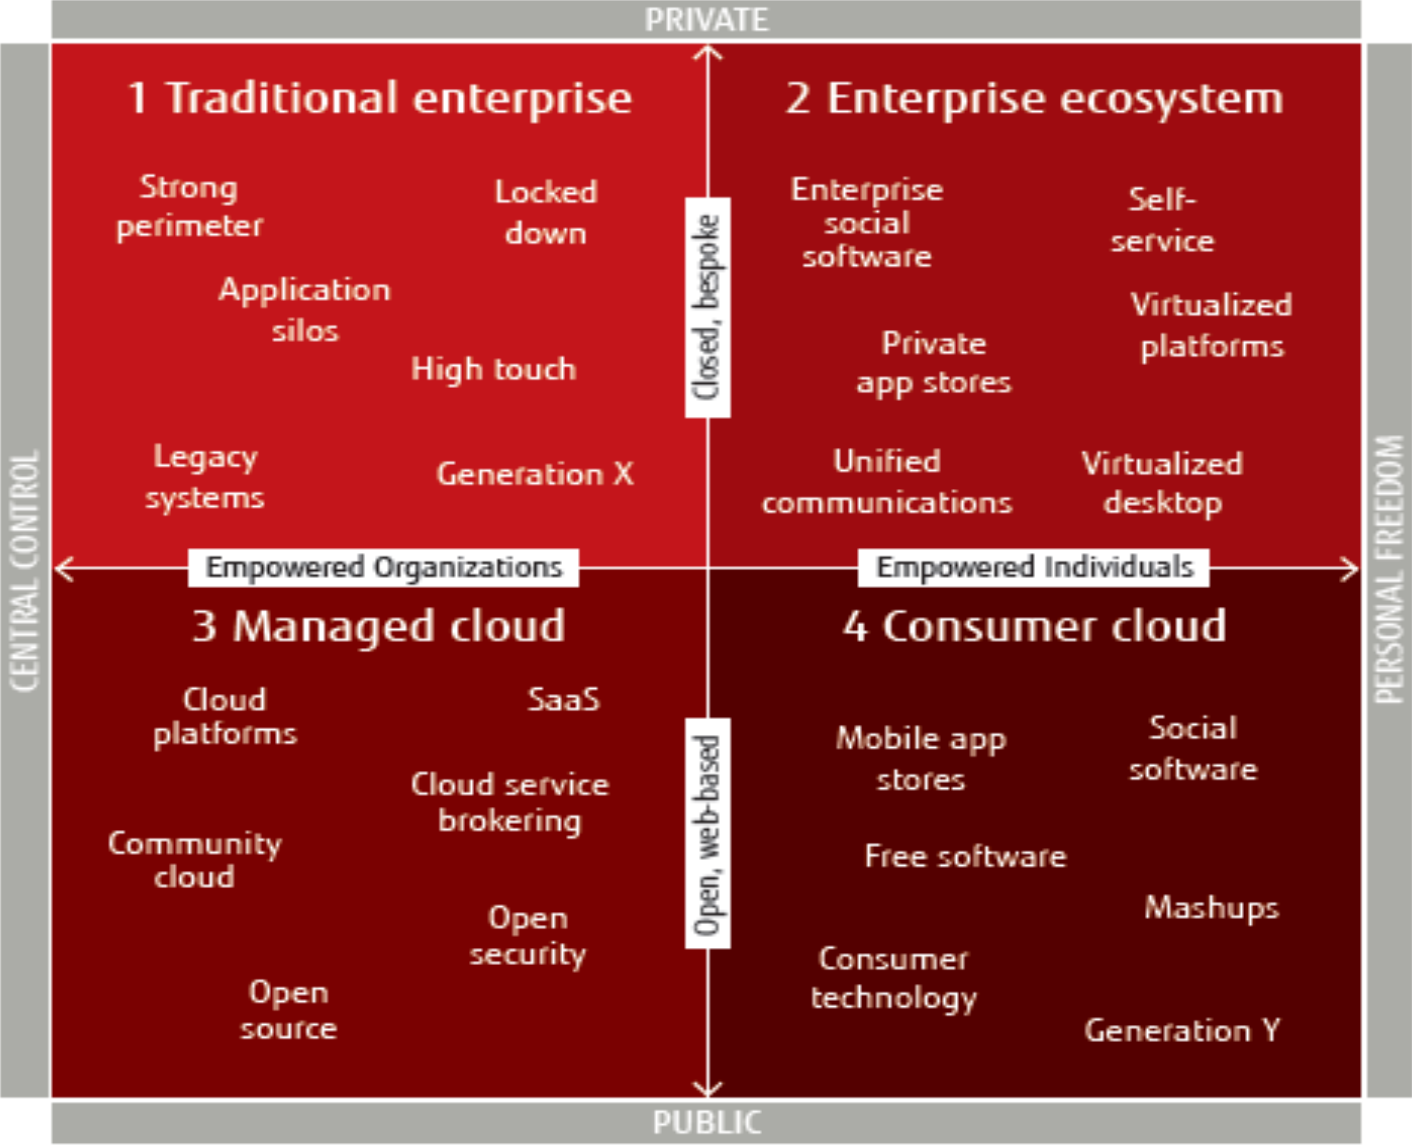 PRIVATE
CENTRAL CONTROL
1 Traditional enterprise
Strong
perimeter
Locked
down
Application
silos
High touch
Legacy
systems
Generation X
Closed, bespoke
2 Enterprise ecosystem
Enterprise
social
software
Self-
service
Virtualized
platforms
Private
app stores
Unified
communications
Virtualized
desktop
PERSONAL FREEDOM
Empowered Organizations
Empowered Individuals
3 Managed cloud
Cloud
platforms
SaaS
Cloud service
brokering
Community
cloud
Open
security
Open
source
Open, web-based
4 Consumer cloud
Mobile app
stores
Social
software
Free software
Mashups
Consumer
technology
Generation Y
PUBLIC